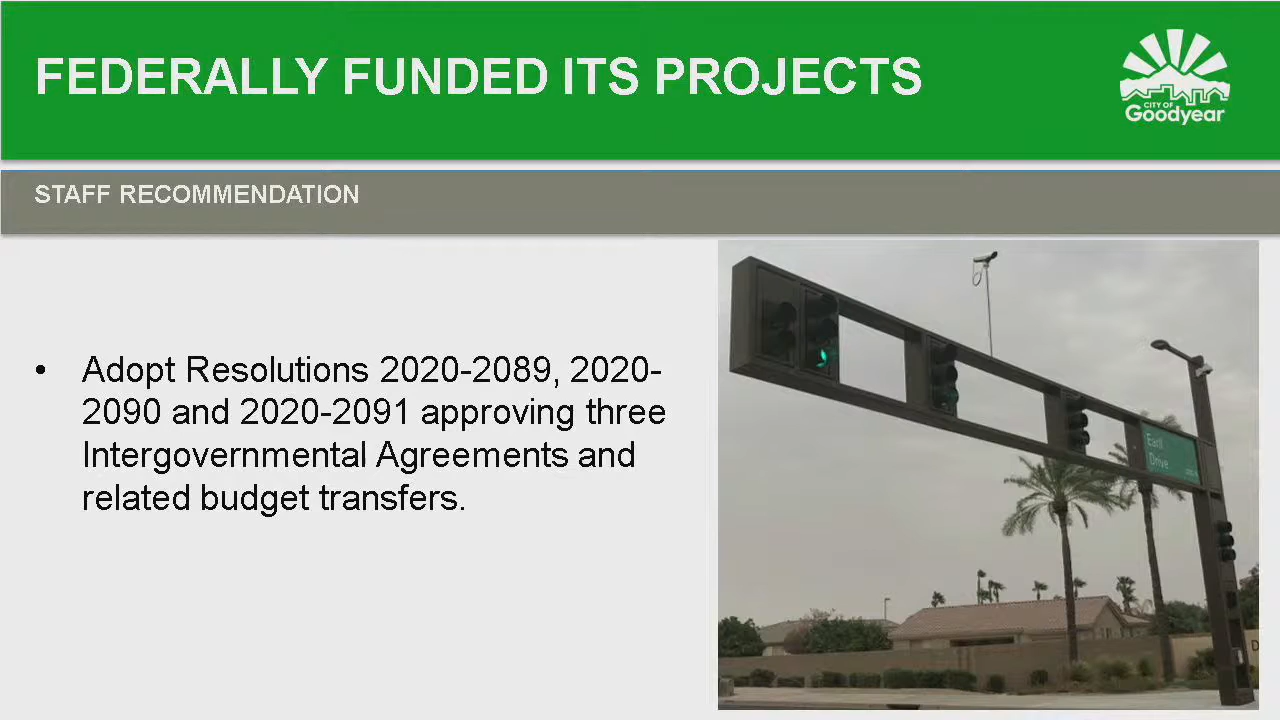 FEDERALLY FUNDED ITS PROJECTS
CITY OF
Goodyear
STAFF RECOMMENDATION
• Adopt Resolutions 2020-2089, 2020-
2090 and 2020-2091 approving three
Intergovernmental Agreements and
related budget transfers.
Earll
Drive